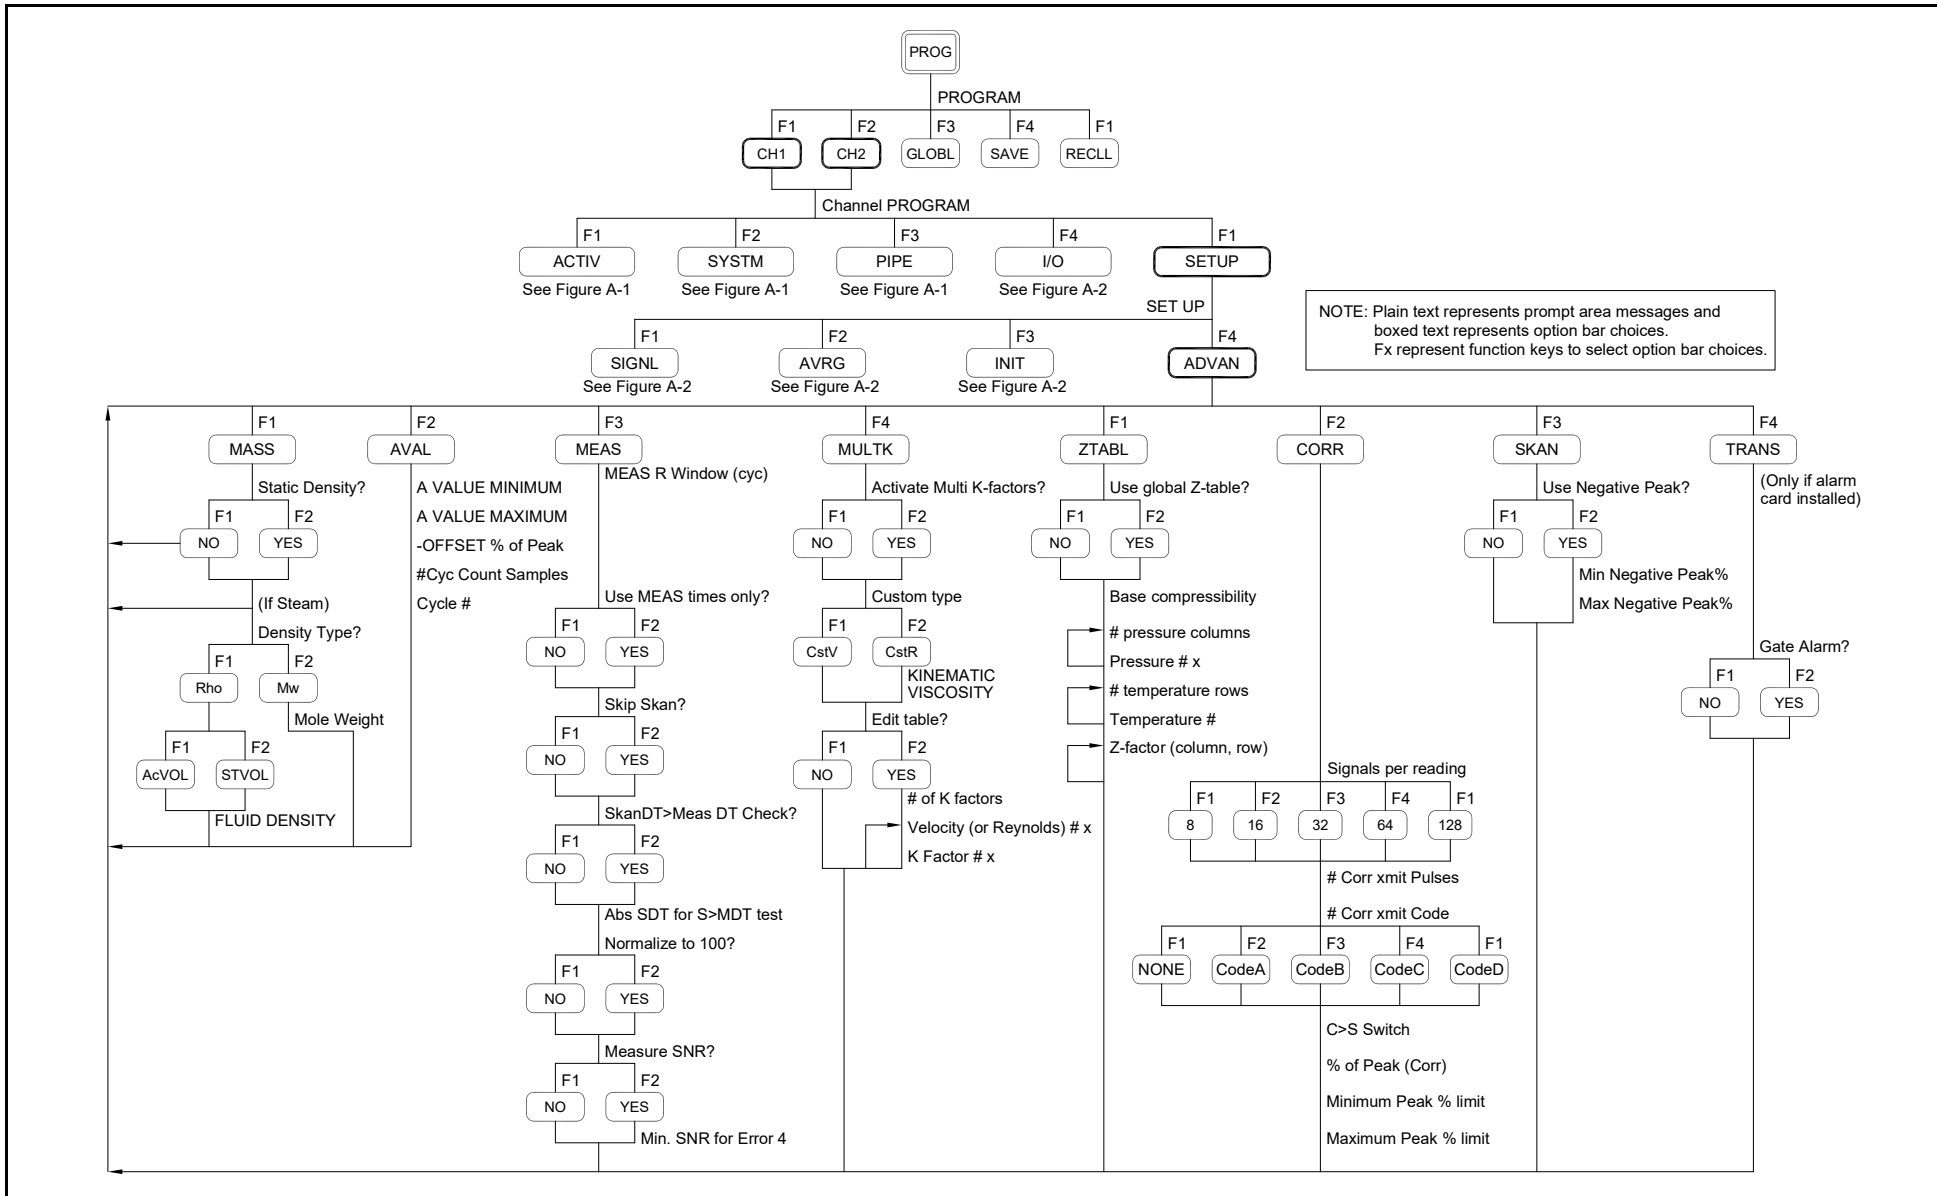 PROG
PROGRAM
F1 F2 F3 F4 F1
CH1 CH2 GLOBL SAVE RECLL
Channel PROGRAM
F1 F2 F3 F4 F1
ACTIV SYSTM PIPE I/O SETUP
See Figure A-1 See Figure A-1 See Figure A-1 See Figure A-2
SET UP
NOTE: Plain text represents prompt area messages and
boxed text represents option bar choices.
Fx represent function keys to select option bar choices.
F1 F2 F3 F4
SIGNL AVRG INIT ADVAN
See Figure A-2 See Figure A-2 See Figure A-2
F1 F2 F3 F4 F1 F2 F3 F4
MASS AVAL MEAS MULTK ZTABL CORR SKAN TRANS
Static Density?
F1 F2
NO YES
(If Steam)
Density Type?
F1 F2
Rho Mw
Mole Weight
F1 F2
AcVOL STVOL
FLUID DENSITY
A VALUE MINIMUM
A VALUE MAXIMUM
-OFFSET % of Peak
#Cyc Count Samples
Cycle #
MEAS R Window (cyc)
Use MEAS times only?
F1 F2
NO YES
Skip Skan?
F1 F2
NO YES
SkanDT>Meas DT Check?
F1 F2
NO YES
Abs SDT for S>MDT test
Normalize to 100?
F1 F2
NO YES
Measure SNR?
F1 F2
NO YES
Min. SNR for Error 4
Activate Multi K-factors?
F1 F2
NO YES
Custom type
F1 F2
CstV CstR
KINEMATIC
VISCOSITY
Edit table?
F1 F2
NO YES
# of K factors
Velocity (or Reynolds) # x
K Factor # x
Use global Z-table?
F1 F2
NO YES
Base compressibility
# pressure columns
Pressure # x
# temperature rows
Temperature #
Z-factor (column, row)
Signals per reading
F1 F2 F3 F4 F1
8 16 32 64 128
# Corr xmit Pulses
# Corr xmit Code
F1 F2 F3 F4 F1
NONE CodeA CodeB CodeC CodeD
C>S Switch
% of Peak (Corr)
Minimum Peak % limit
Maximum Peak % limit
Use Negative Peak?
F1 F2
NO YES
Min Negative Peak%
Max Negative Peak%
(Only if alarm
card installed)
Gate Alarm?
F1 F2
NO YES